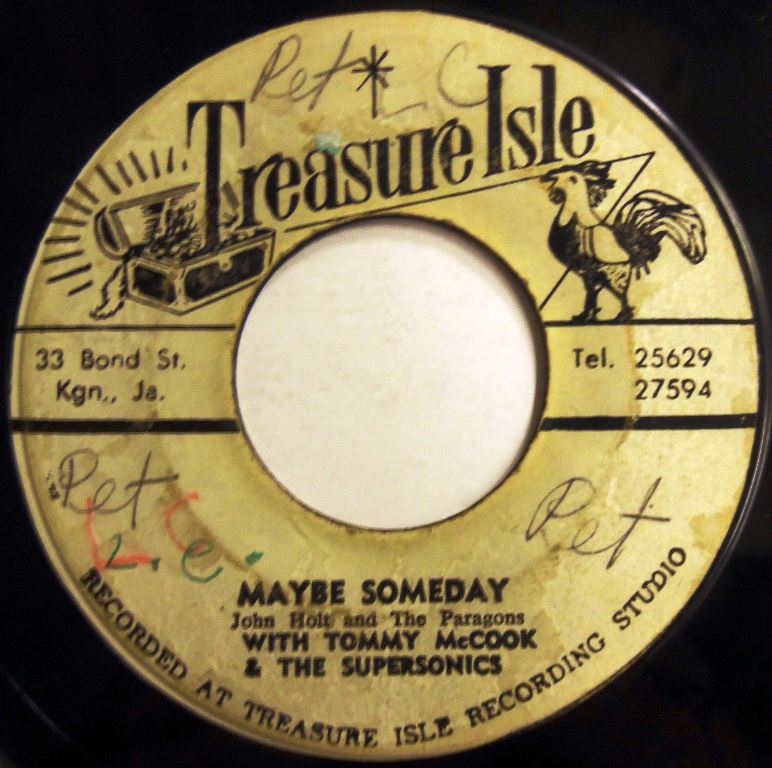 Pet L C
Treasure Isle
33 Bond St.
Kgn., Ja.
Tel. 25629
27594
Pet
L C
L. C.
Pet
MAYBE SOMEDAY
John Holt and The Paragons
WITH TOMMY McCOOK
& THE SUPERSONICS
RECORDED AT TREASURE ISLE RECORDING STUDIO